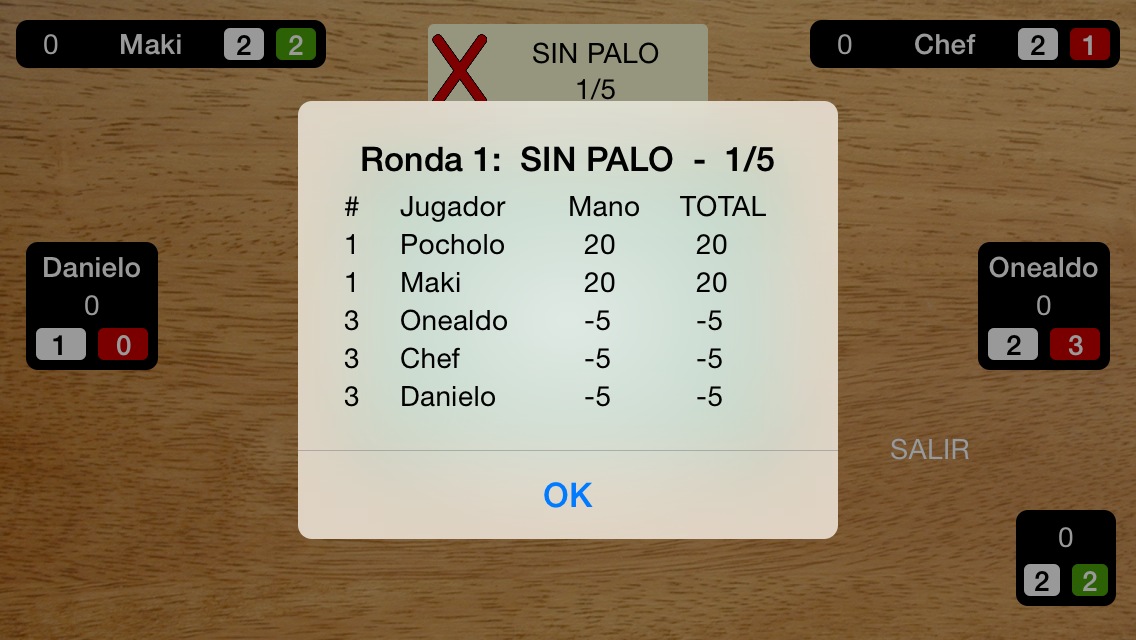 0 Maki 2 2
SIN PALO
1/5
0 Chef 2 1
Ronda 1: SIN PALO - 1/5
# Jugador Mano TOTAL
1 Pocholo 20 20
1 Maki 20 20
3 Onealdo -5 -5
3 Chef -5 -5
3 Danielo -5 -5
OK
Danielo
0
1 0
Onealdo
0
2 3
SALIR
0
2 2